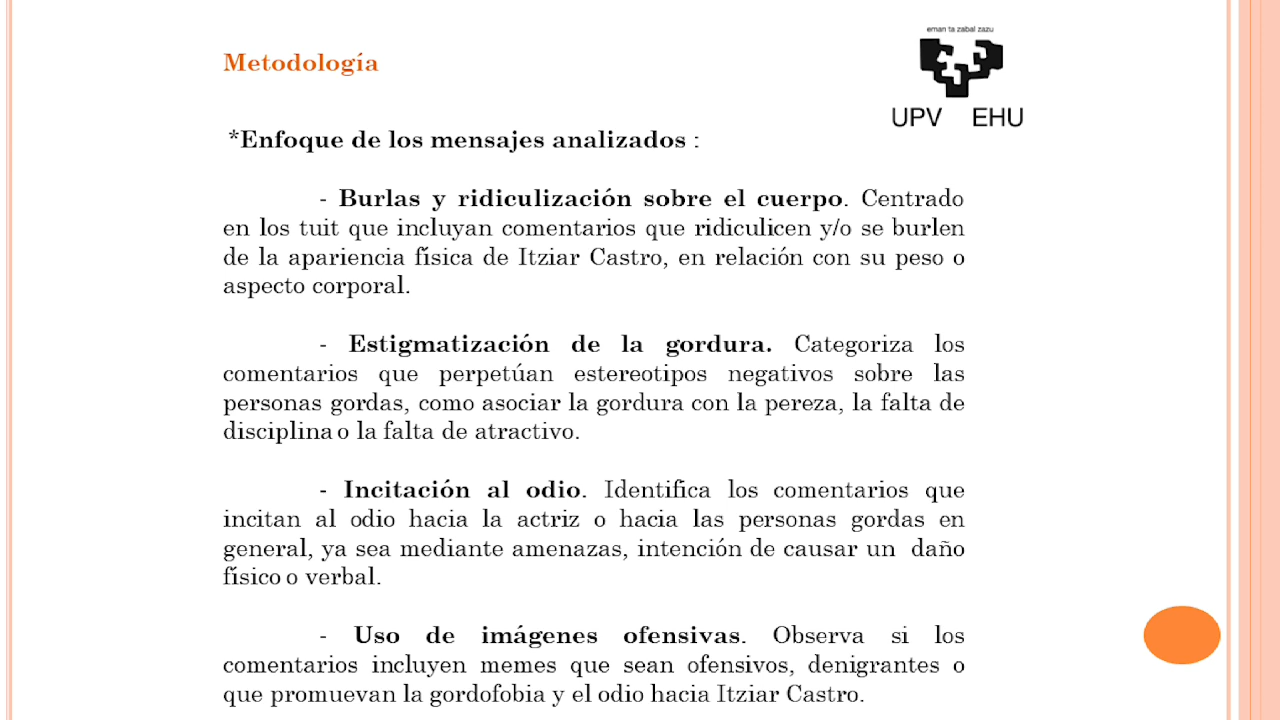 eman ta zabal zazu
Metodología
UPV EHU
*Enfoque de los mensajes analizados :
- Burlas y ridiculización sobre el cuerpo. Centrado
en los tuit que incluyan comentarios que ridiculicen y/o se burlen
de la apariencia física de Itziar Castro, en relación con su peso o
aspecto corporal.
- Estigmatización de la gordura. Categoriza los
comentarios que perpetúan estereotipos negativos sobre las
personas gordas, como asociar la gordura con la pereza, la falta de
disciplina o la falta de atractivo.
- Incitación al odio. Identifica los comentarios que
incitan al odio hacia la actriz o hacia las personas gordas en
general, ya sea mediante amenazas, intención de causar un daño
físico o verbal.
- Uso de imágenes ofensivas. Observa si los
comentarios incluyen memes que sean ofensivos, denigrantes o
que promuevan la gordofobia y el odio hacia Itziar Castro.